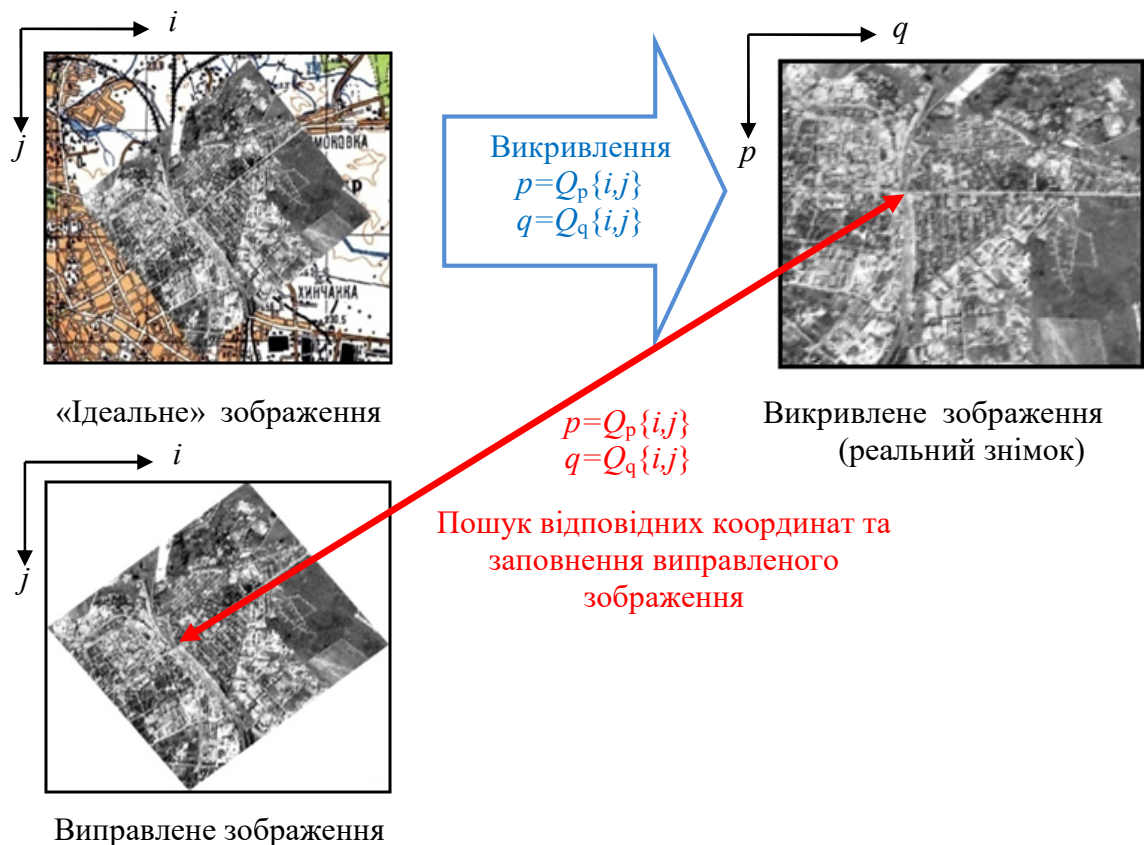 i
j
МОКОВКА
р
ХИНЧАНКА
«Ідеальне» зображення
Викривлення
p=Qp{i,j}
q=Qq{i,j}
q
p
Викривлене зображення
(реальний знімок)
p=Qp{i,j}
q=Qq{i,j}
Пошук відповідних координат та
заповнення виправленого
зображення
i
j
Виправлене зображення